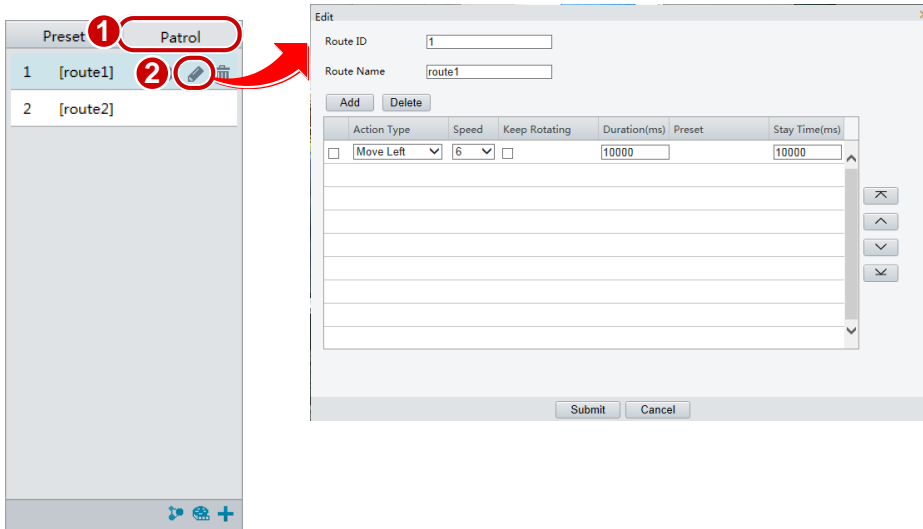 Preset 1 Patrol
1 [route1] 2
2 [route2]
Edit
Route ID 1
Route Name route1
Add Delete
Action Type Speed Keep Rotating Duration(ms) Preset Stay Time(ms)
Move Left 6 10000 10000
Submit Cancel